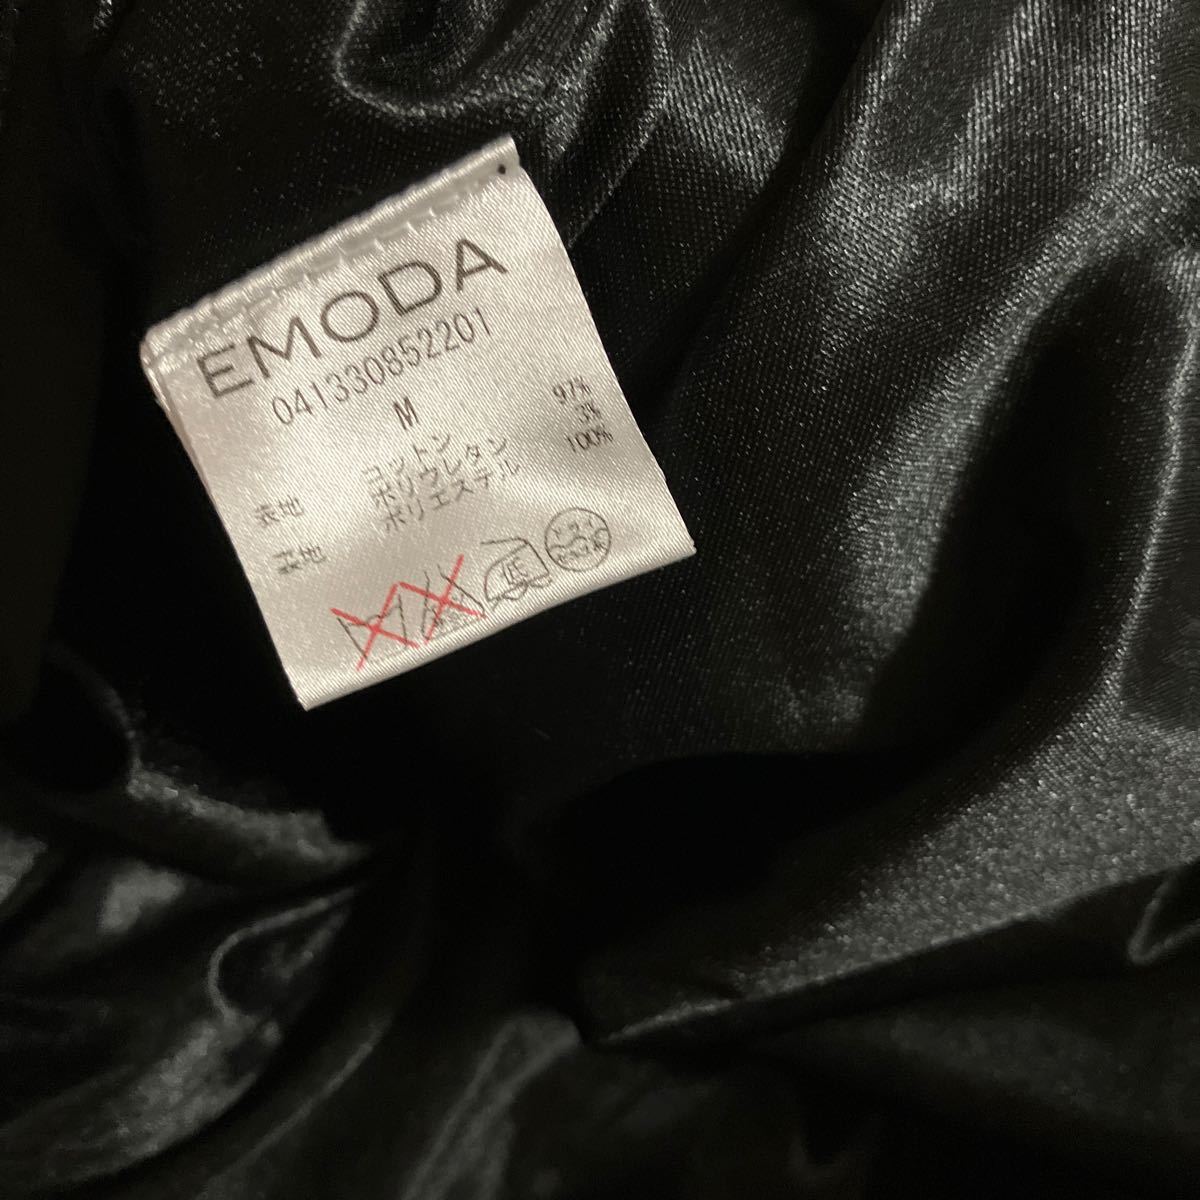 EMODA
041330852201
M
表地 コットン 97%
ポリウレタン 3%
裏地 ポリエステル 100%